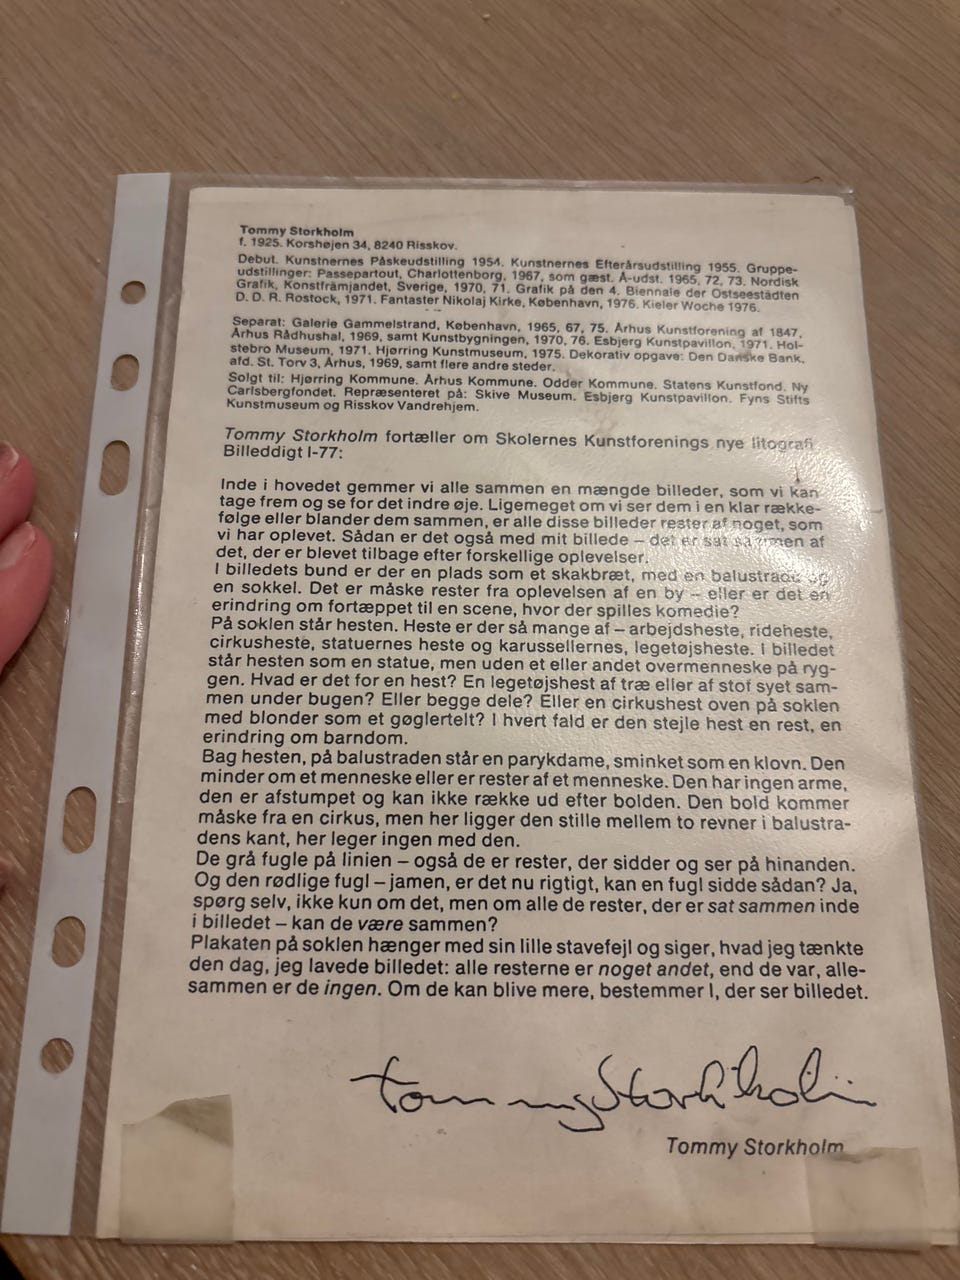 Tommy Storkholm
f. 1925. Korshøjen 34, 8240 Risskov.
Debut. Kunstnernes Påskeudstilling 1954. Kunstnernes Efterårsudstilling 1955. Gruppe-
udstillinger: Passepartout, Charlottenborg, 1967, som gæst. Å-udst. 1965, 72, 73. Nordisk
Grafik, Konstfrämjandet, Sverige, 1970, 71. Grafik på den 4. Biennale der Ostseestädten
D. D. R. Rostock, 1971. Fantaster Nikolaj Kirke, København, 1976. Kieler Woche 1976.
Separat: Galerie Gammelstrand, København, 1965, 67, 75. Århus Kunstforening af 1847,
Århus Rådhushal, 1969, samt Kunstbygningen, 1970, 76. Esbjerg Kunstpavillon, 1971. Hol-
stebro Museum, 1971. Hjørring Kunstmuseum, 1975. Dekorativ opgave: Den Danske Bank,
afd. St. Torv 3, Århus, 1969, samt flere andre steder.
Solgt til: Hjørring Kommune. Århus Kommune. Odder Kommune. Statens Kunstfond. Ny
Carlsbergfondet. Repræsenteret på: Skive Museum. Esbjerg Kunstpavillon. Fyns Stifts
Kunstmuseum og Risskov Vandrehjem.
Tommy Storkholm fortæller om Skolernes Kunstforenings nye litografi
Billeddigt I-77:
Inde i hovedet gemmer vi alle sammen en mængde billeder, som vi kan
tage frem og se for det indre øje. Ligemeget om vi ser dem i en klar række-
følge eller blander dem sammen, er alle disse billeder rester af noget, som
vi har oplevet. Sådan er det også med mit billede – det er sat sammen af
det, der er blevet tilbage efter forskellige oplevelser.
I billedets bund er der en plads som et skakbræt, med en balustrade og
en sokkel. Det er måske rester fra oplevelsen af en by – eller er det en
erindring om fortæppet til en scene, hvor der spilles komedie?
På soklen står hesten. Heste er der så mange af – arbejdsheste, rideheste,
cirkusheste, statuernes heste og karussellernes, legetøjsheste. I billedet
står hesten som en statue, men uden et eller andet overmenneske på ryg-
gen. Hvad er det for en hest? En legetøjshest af træ eller af stof syet sam-
men under bugen? Eller begge dele? Eller en cirkushest oven på soklen
med blonder som et gøglertelt? I hvert fald er den stejle hest en rest, en
erindring om barndom.
Bag hesten, på balustraden står en parykdame, sminket som en klovn. Den
minder om et menneske eller er rester af et menneske. Den har ingen arme,
den er afstumpet og kan ikke række ud efter bolden. Den bold kommer
måske fra en cirkus, men her ligger den stille mellem to revner i balustra-
dens kant, her leger ingen med den.
De grå fugle på linien – også de er rester, der sidder og ser på hinanden.
Og den rødlige fugl – jamen, er det nu rigtigt, kan en fugl sidde sådan? Ja,
spørg selv, ikke kun om det, men om alle de rester, der er sat sammen inde
i billedet – kan de være sammen?
Plakaten på soklen hænger med sin lille stavefejl og siger, hvad jeg tænkte
den dag, jeg lavede billedet: alle resterne er noget andet, end de var, alle-
sammen er de ingen. Om de kan blive mere, bestemmer I, der ser billedet.
Tommy Storkholm
Tommy Storkholm